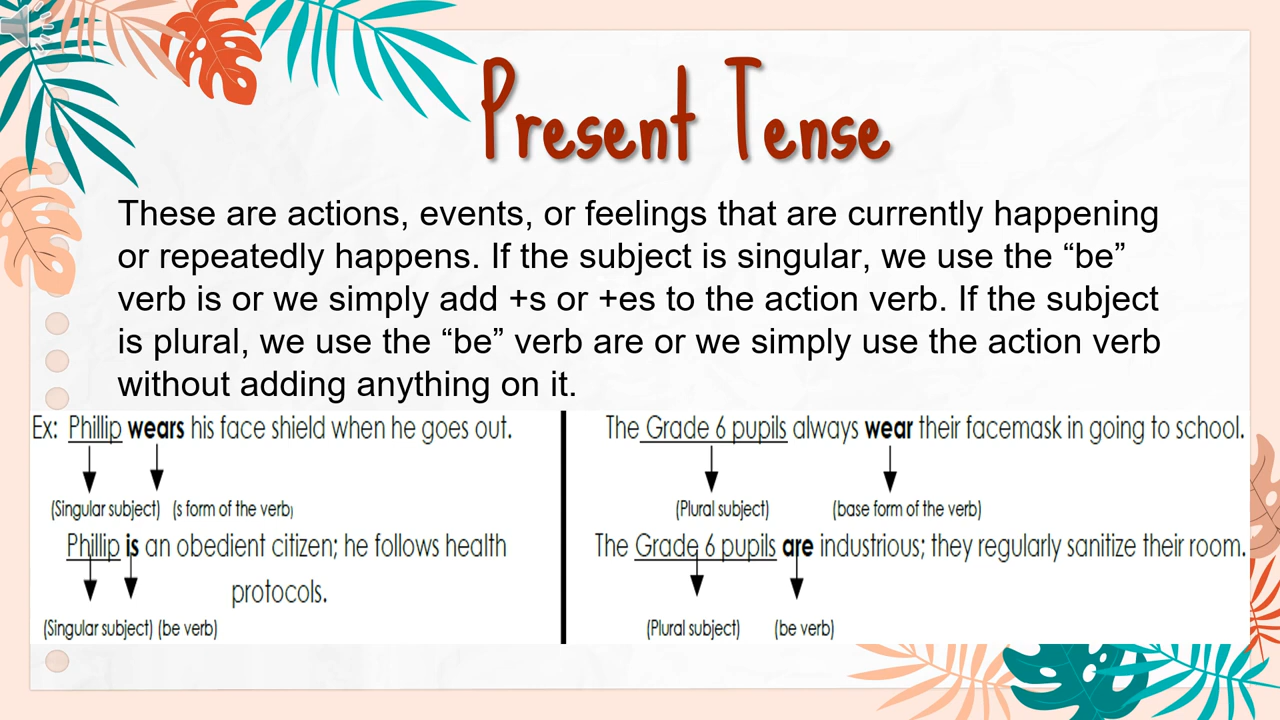 Present Tense
These are actions, events, or feelings that are currently happening
or repeatedly happens. If the subject is singular, we use the “be”
verb is or we simply add +s or +es to the action verb. If the subject
is plural, we use the “be” verb are or we simply use the action verb
without adding anything on it.
Ex: Phillip wears his face shield when he goes out.
(Singular subject) (s form of the verb)
Phillip is an obedient citizen; he follows health
protocols.
(Singular subject) (be verb)
The Grade 6 pupils always wear their facemask in going to school.
(Plural subject) (base form of the verb)
The Grade 6 pupils are industrious; they regularly sanitize their room.
(Plural subject) (be verb)